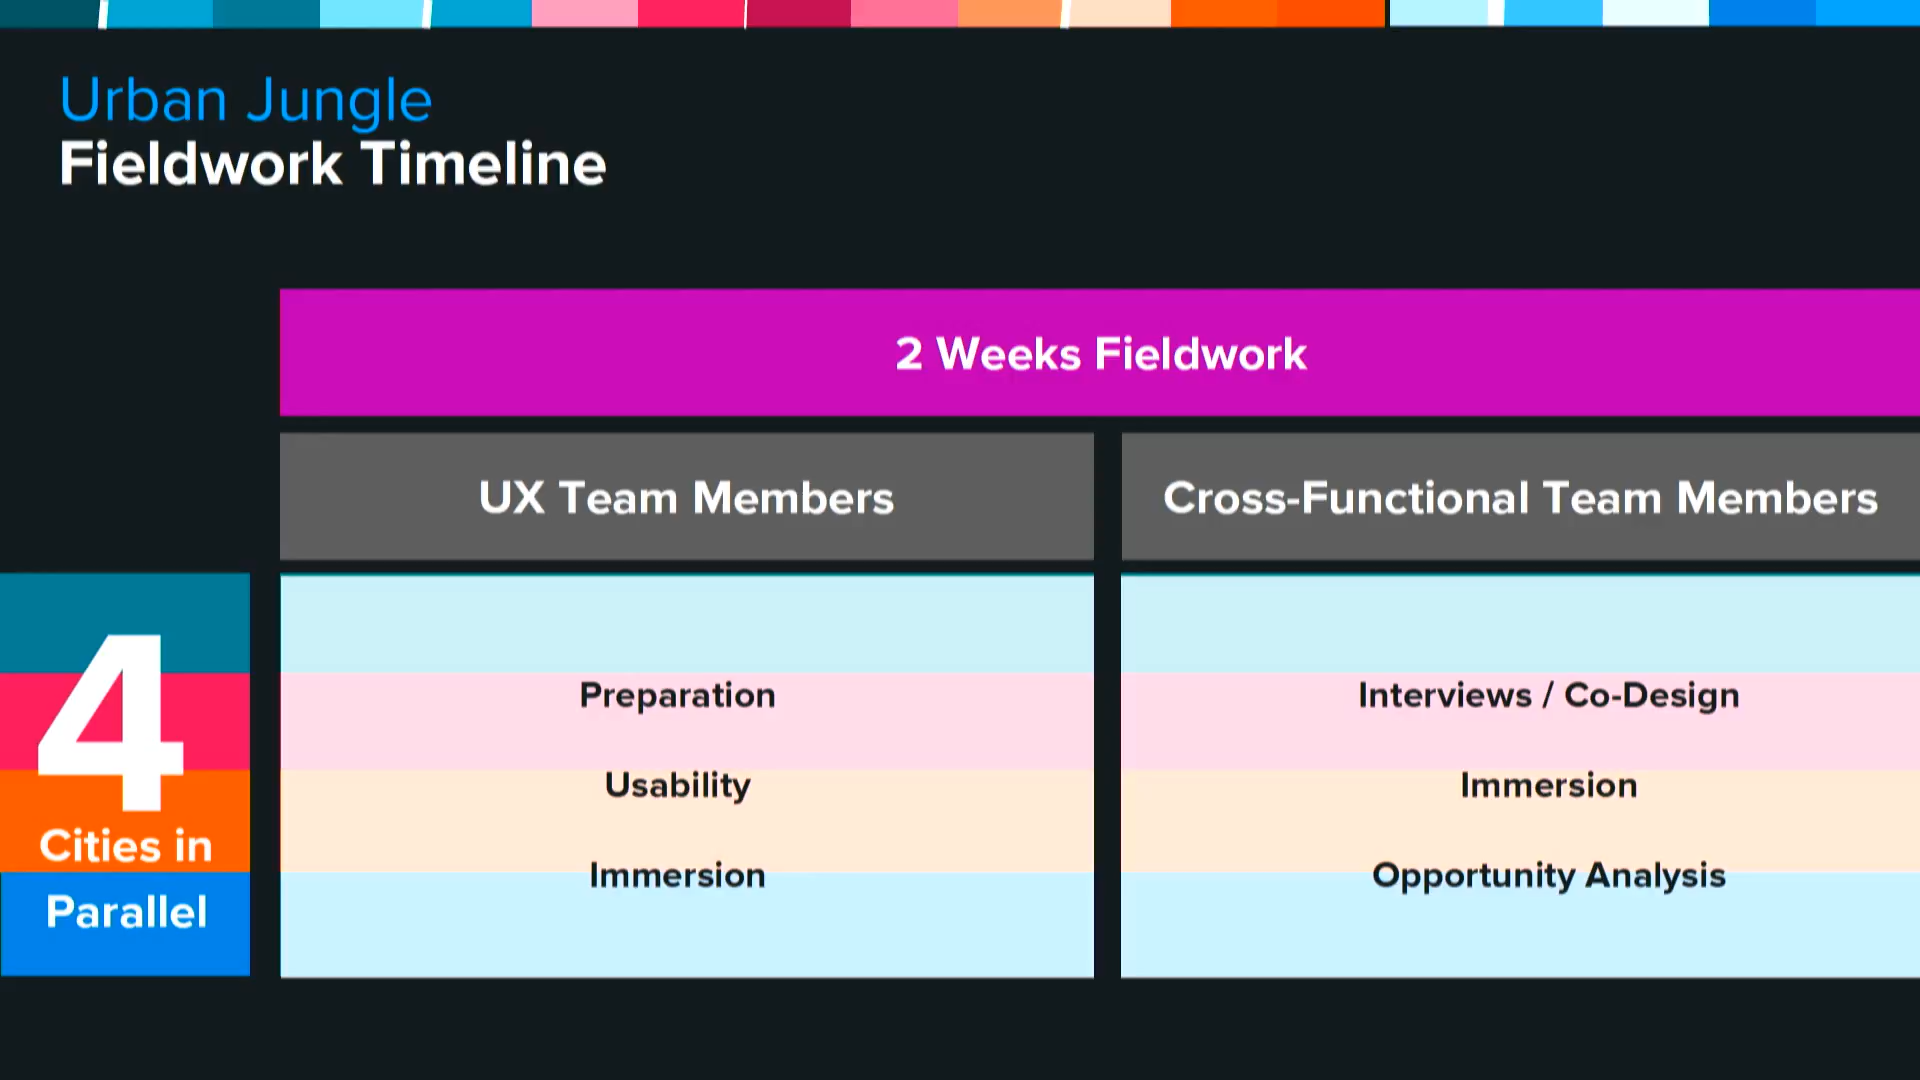 Urban Jungle
Fieldwork Timeline
2 Weeks Fieldwork
UX Team Members
Cross-Functional Team Members
4
Cities in
Parallel
Preparation
Usability
Immersion
Interviews / Co-Design
Immersion
Opportunity Analysis